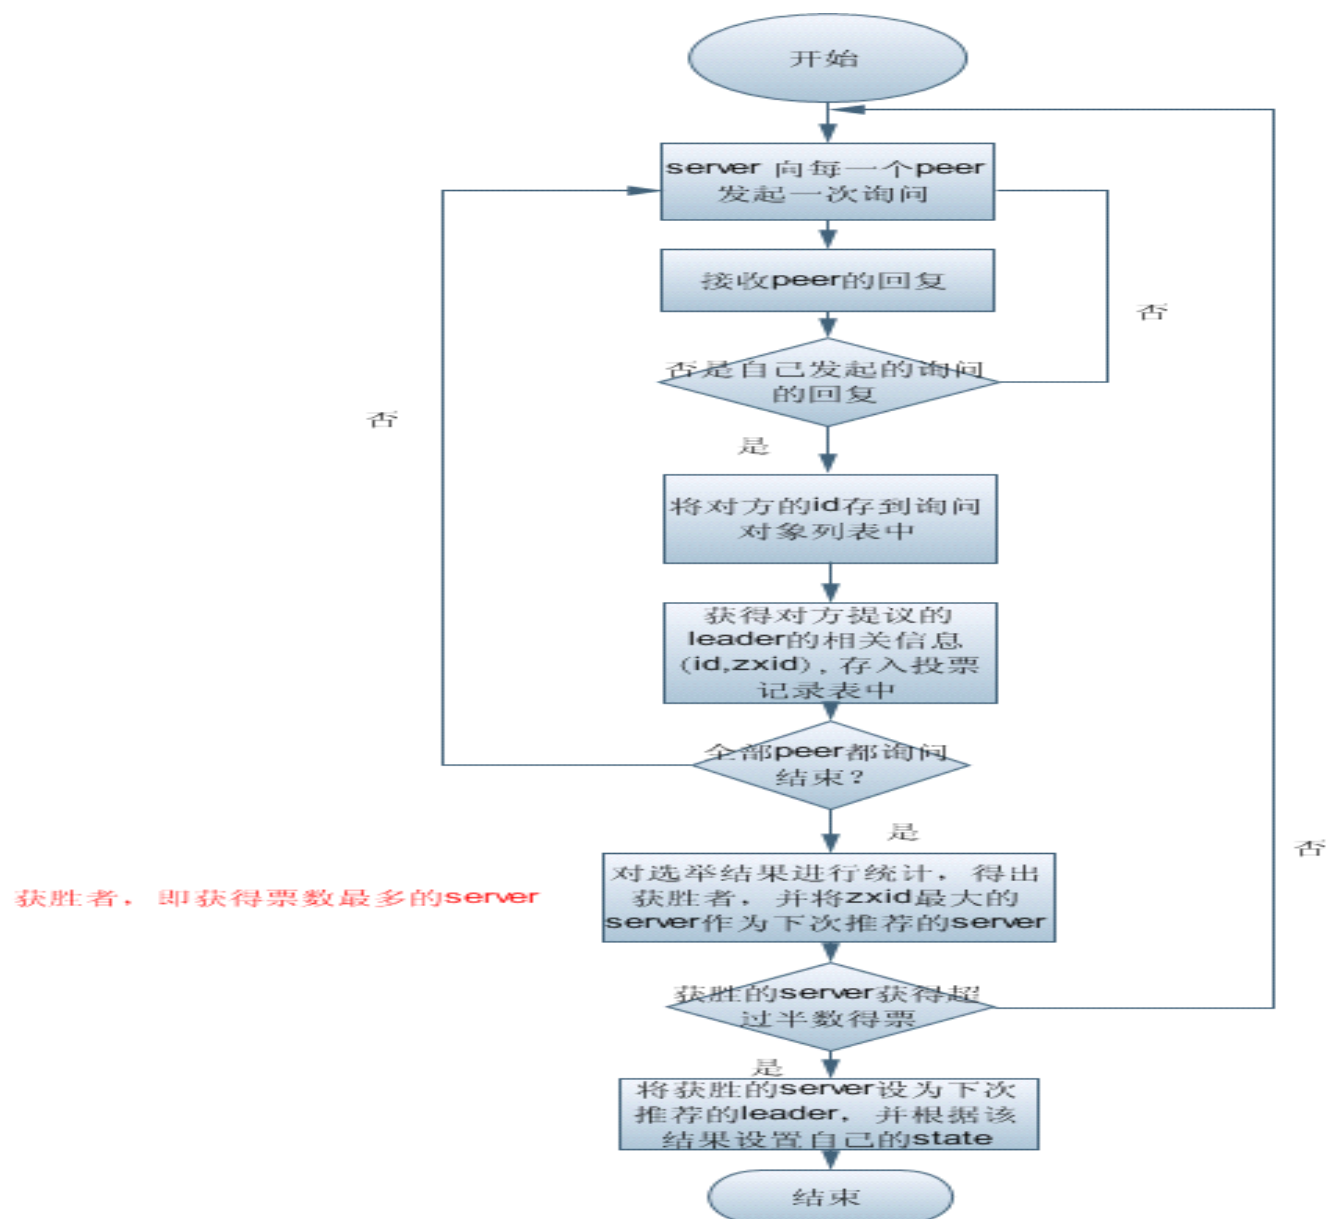 开始
server 向每一个peer
发起一次询问
接收peer的回复
否
否是自己发起的询问
的回复
否
是
将对方的id存到询问
对象列表中
获得对方提议的
leader的相关信息
(id,zxid),存入投票
记录表中
全部peer都询问
结束?
是
否
对选举结果进行统计，得出
获胜者，并将zxid最大的
server作为下次推荐的server
获胜者，即获得票数最多的server
获胜的server获得超
过半数得票
是
将获胜的server设为下次
推荐的leader，并根据该
结果设置自己的state
结束